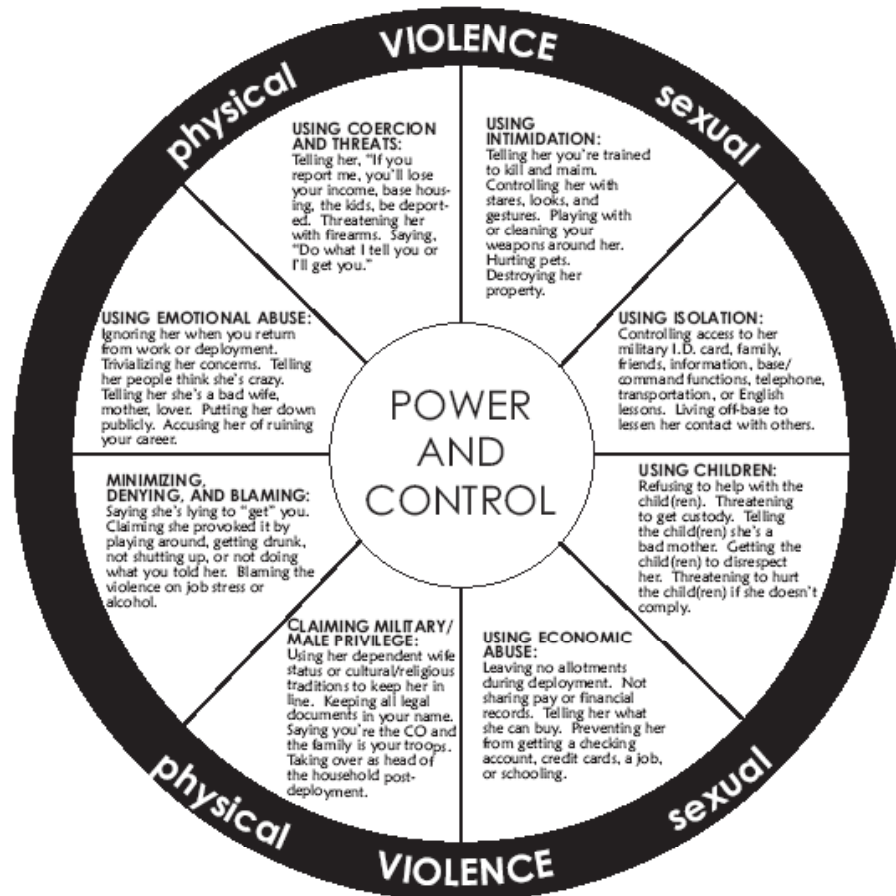 physical VIOLENCE sexual
USING COERCION
AND THREATS:
Telling her, "If you
report me, you'll lose
your income, base hous-
ing, the kids, be deport-
ed. Threatening her
with firearms. Saying,
"Do what I tell you or
I'll get you."
USING
INTIMIDATION:
Telling her you're trained
to kill and maim.
Controlling her with
stares, looks, and
gestures. Playing with
or cleaning your
weapons around her.
Hurting pets.
Destroying her
property.
USING EMOTIONAL ABUSE:
Ignoring her when you return
from work or deployment.
Trivializing her concerns. Telling
her people think she's crazy.
Telling her she's a bad wife,
mother, lover. Putting her down
publicly. Accusing her of ruining
your career.
USING ISOLATION:
Controlling access to her
military I.D. card, family,
friends, information, base/
command functions, telephone,
transportation, or English
lessons. Living off-base to
lessen her contact with others.
POWER
AND
CONTROL
MINIMIZING,
DENYING, AND BLAMING:
Saying she's lying to "get" you.
Claiming she provoked it by
playing around, getting drunk,
not shutting up, or not doing
what you told her. Blaming the
violence on job stress or
alcohol.
USING CHILDREN:
Refusing to help with the
child(ren). Threatening
to get custody. Telling
the child(ren) she's a
bad mother. Getting the
child(ren) to disrespect
her. Threatening to hurt
the child(ren) if she doesn't
comply.
CLAIMING MILITARY/
MALE PRIVILEGE:
Using her dependent wife
status or cultural/religious
traditions to keep her in
line. Keeping all legal
documents in your name.
Saying you're the CO and
the family is your troops.
Taking over as head of
the household post-
deployment.
USING ECONOMIC
ABUSE:
Leaving no allotments
during deployment. Not
sharing pay or financial
records. Telling her what
she can buy. Preventing her
from getting a checking
account, credit cards, a job,
or schooling.
physical VIOLENCE sexual